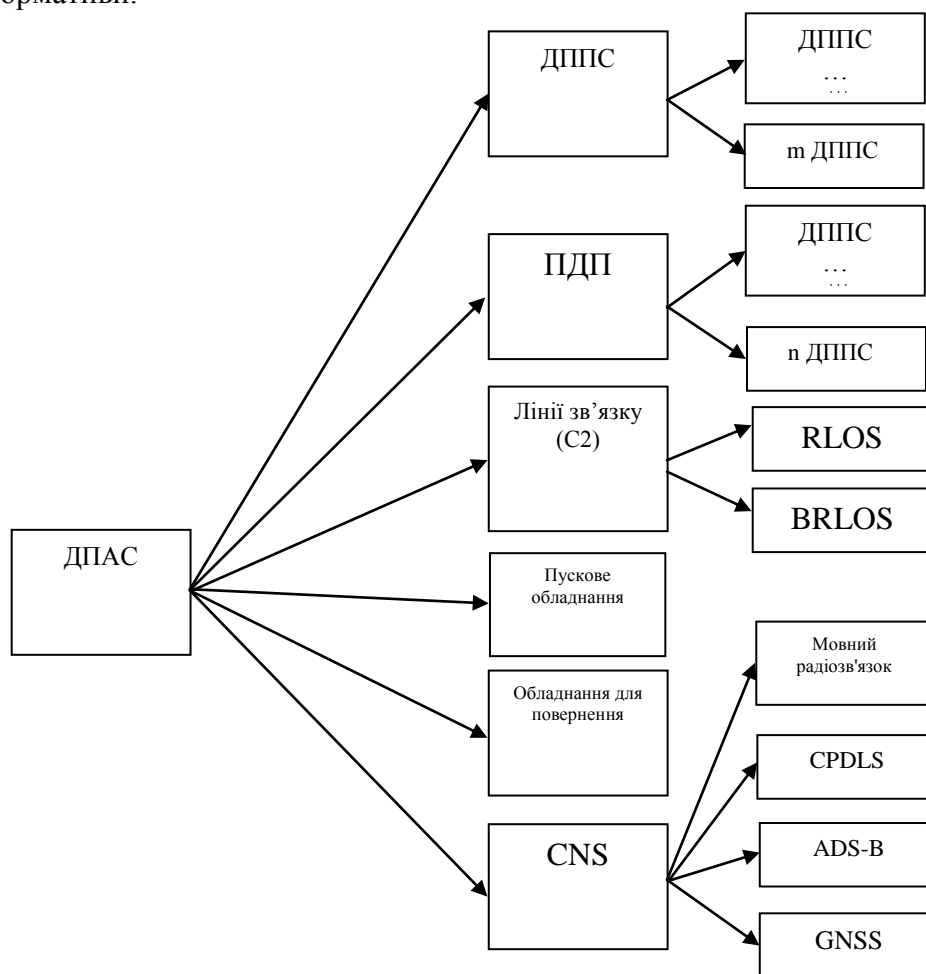 ДППС
ДППС
...
...
m ДППС
ПДП
ДППС
...
...
n ДППС
Лінії зв’язку
(С2)
RLOS
BRLOS
ДПАС
Пускове
обладнання
Обладнання для
повернення
CNS
Мовний
радіозв'язок
CPDLS
ADS-B
GNSS